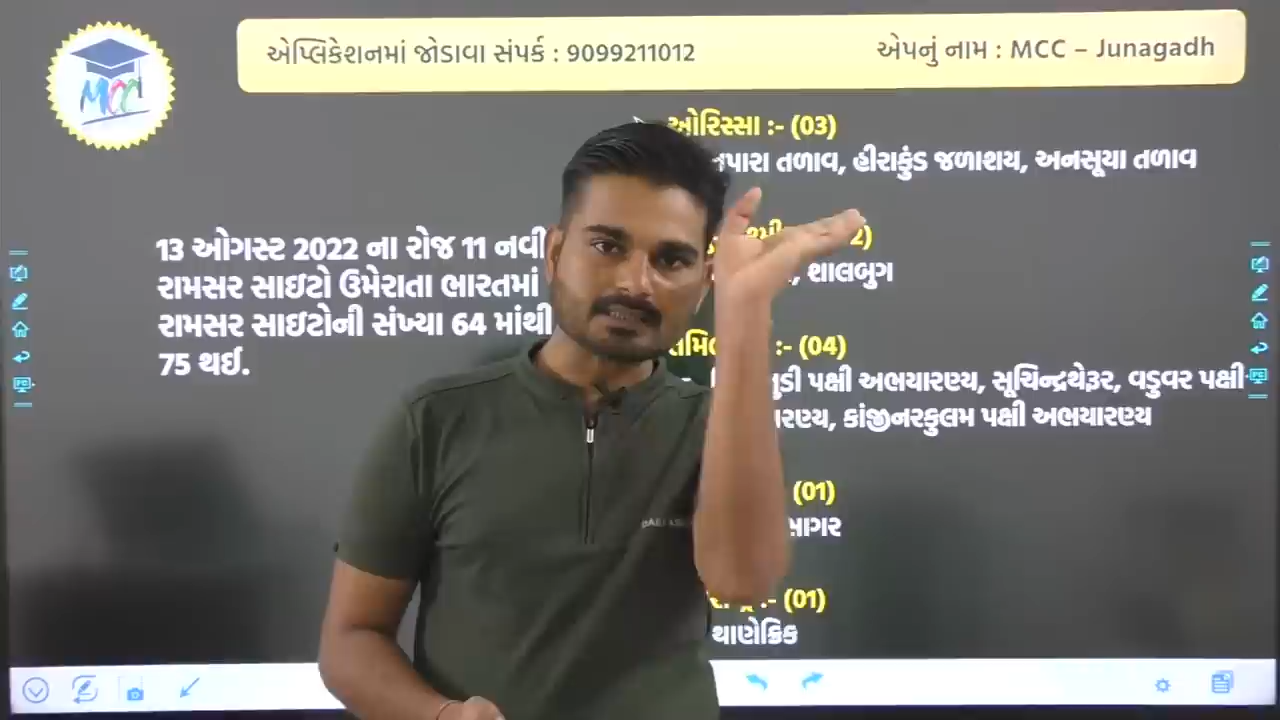 એપ્લિકેશનમાં જોડાવા સંપર્ક : 9099211012
એપનું નામ : MCC – Junagadh
MCC
13 ઓગસ્ટ 2022 ના રોજ 11 નવી
રામસર સાઇટો ઉમેરાતા ભારતમાં
રામસર સાઇટોની સંખ્યા 64 માંથી
75 થઈ.
ઓરિસ્સા :- (03)
તળાવ, હીરાકુંડ જળાશય, અનસૂયા તળાવ
શાલબુગ
:- (04)
પક્ષી અભયારણ્ય, સૂચિન્દ્રથેરૂર, વડુવર પક્ષી
કાંજીનરકુલમ પક્ષી અભયારણ્ય
(01)
:- (01)
થાણેક્રિક